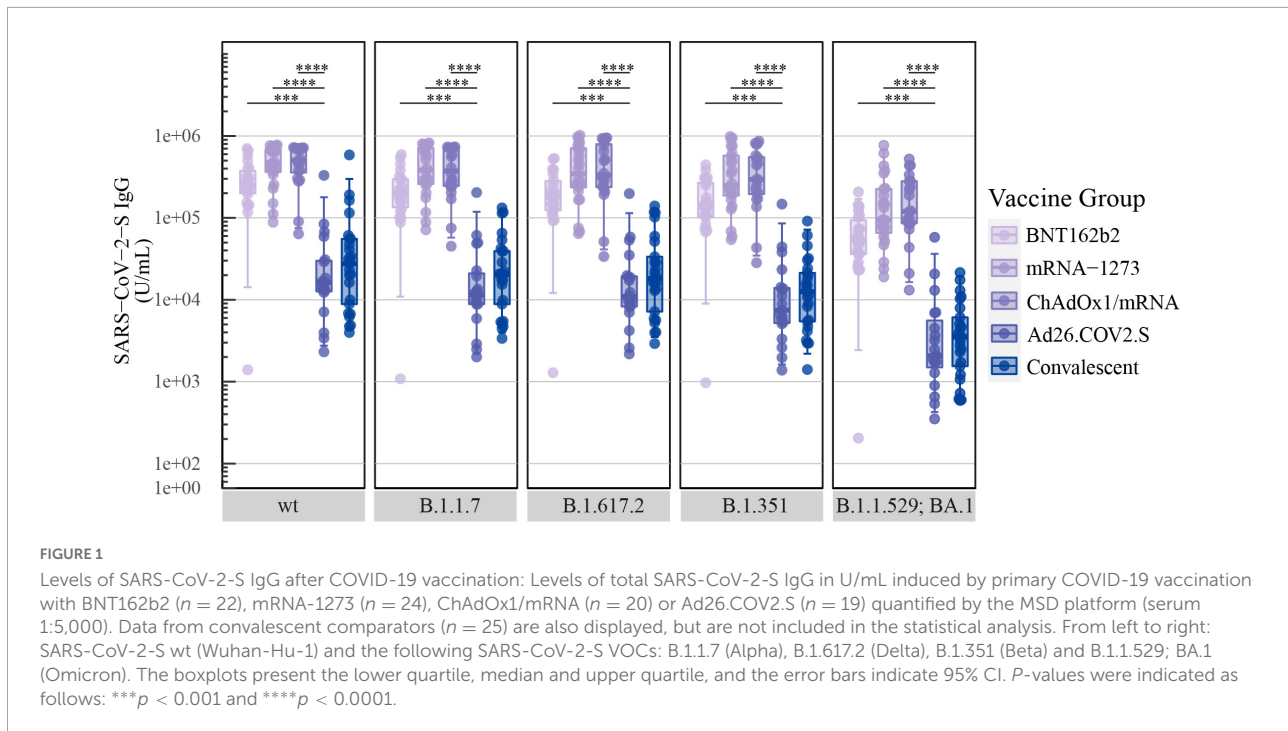 **** **** **** **** ****
**** **** **** **** ****
*** *** *** *** ***
SARS−CoV−2−S IgG
(U/mL)
1e+06
1e+05
1e+04
1e+03
1e+02
1e+00
wt B.1.1.7 B.1.617.2 B.1.351 B.1.1.529; BA.1
Vaccine Group
BNT162b2
mRNA−1273
ChAdOx1/mRNA
Ad26.COV2.S
Convalescent
FIGURE 1
Levels of SARS-CoV-2-S IgG after COVID-19 vaccination: Levels of total SARS-CoV-2-S IgG in U/mL induced by primary COVID-19 vaccination
with BNT162b2 (n = 22), mRNA-1273 (n = 24), ChAdOx1/mRNA (n = 20) or Ad26.COV2.S (n = 19) quantified by the MSD platform (serum
1:5,000). Data from convalescent comparators (n = 25) are also displayed, but are not included in the statistical analysis. From left to right:
SARS-CoV-2-S wt (Wuhan-Hu-1) and the following SARS-CoV-2-S VOCs: B.1.1.7 (Alpha), B.1.617.2 (Delta), B.1.351 (Beta) and B.1.1.529; BA.1
(Omicron). The boxplots present the lower quartile, median and upper quartile, and the error bars indicate 95% CI. P-values were indicated as
follows: ***p < 0.001 and ****p < 0.0001.